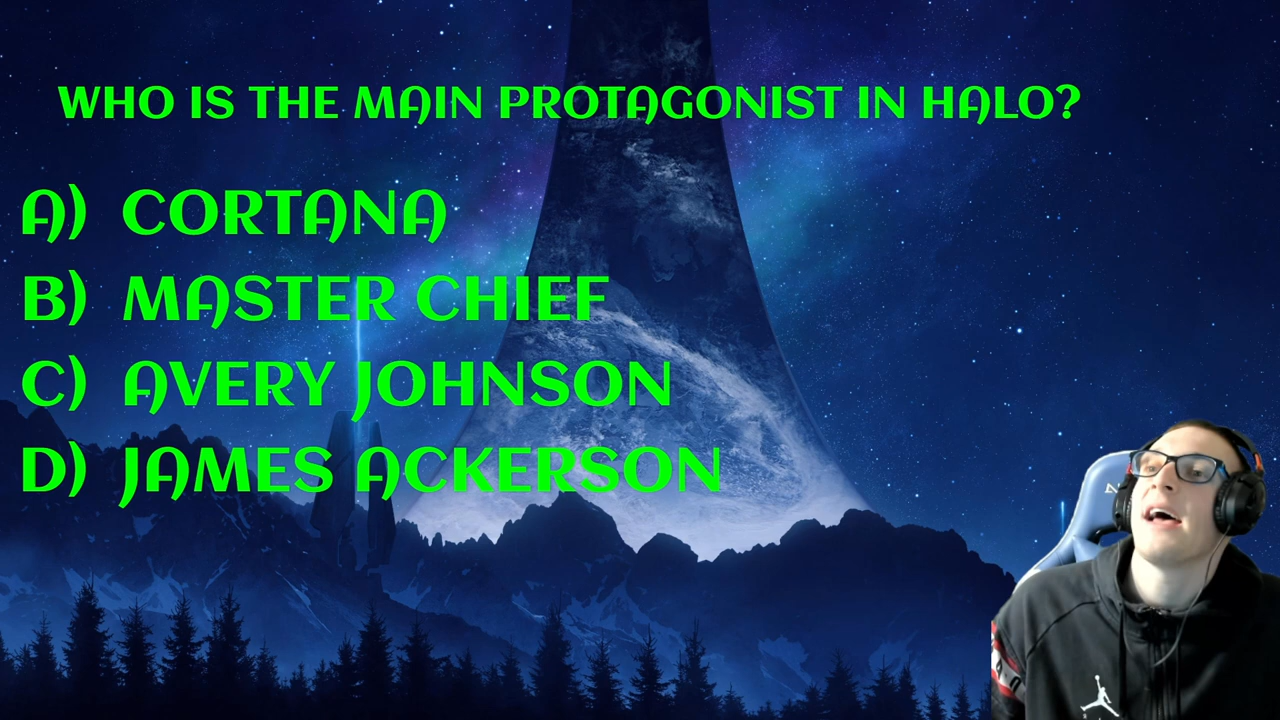 WHO IS THE MAIN PROTAGONIST IN HALO?
A) CORTANA
B) MASTER CHIEF
C) AVERY JOHNSON
D) JAMES ACKERSON